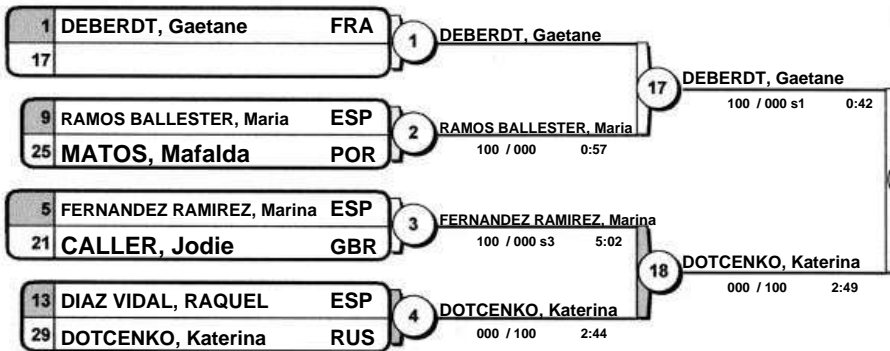 1 DEBERDT, Gaetane FRA
17
1
DEBERDT, Gaetane
9 RAMOS BALLESTER, Maria ESP
25 MATOS, Mafalda POR
2
RAMOS BALLESTER, Maria
100 / 000 0:57
17
DEBERDT, Gaetane
100 / 000 s1 0:42
5 FERNANDEZ RAMIREZ, Marina ESP
21 CALLER, Jodie GBR
3
FERNANDEZ RAMIREZ, Marina
100 / 000 s3 5:02
13 DIAZ VIDAL, RAQUEL ESP
29 DOTCENKO, Katerina RUS
4
DOTCENKO, Katerina
000 / 100 2:44
18
DOTCENKO, Katerina
000 / 100 2:49